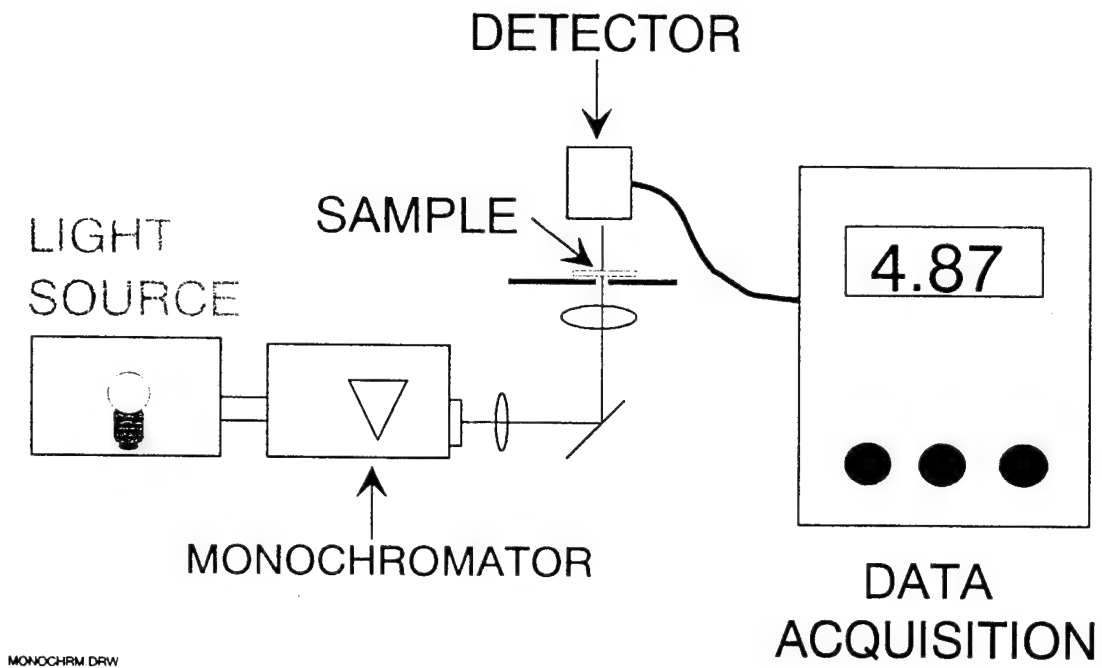 DETECTOR
SAMPLE
LIGHT
SOURCE
4.87
MONOCHROMATOR
DATA
ACQUISITION
MONOCHRM.DRW